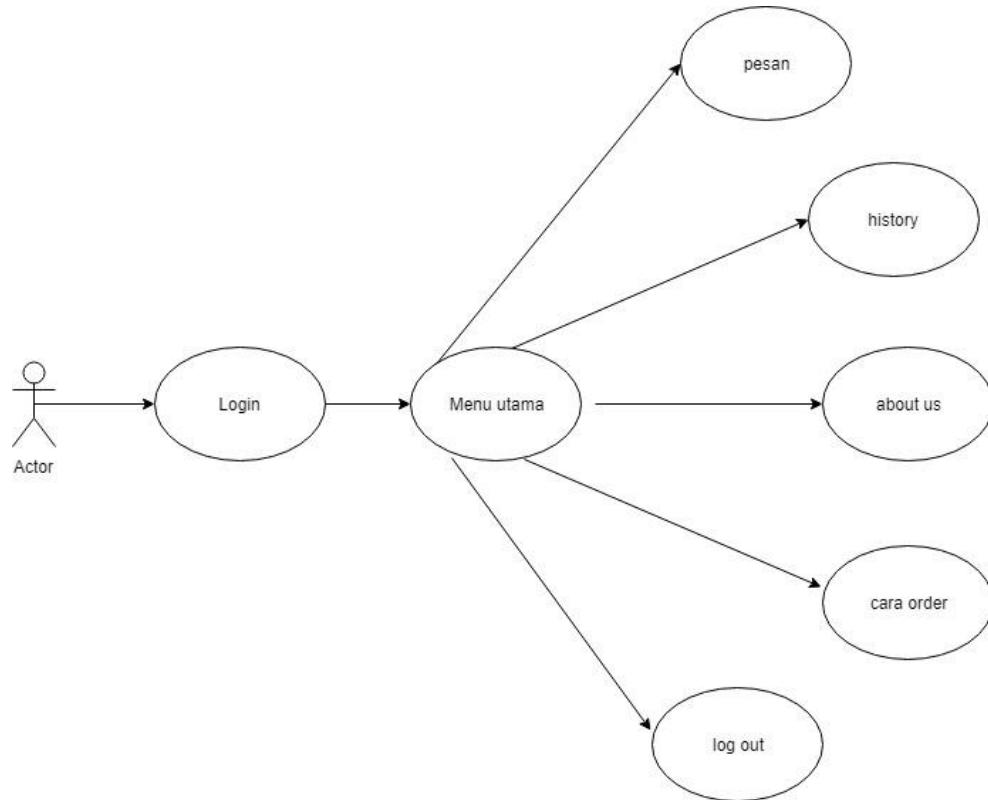 pesan
history
Actor
Login
Menu utama
about us
cara order
log out